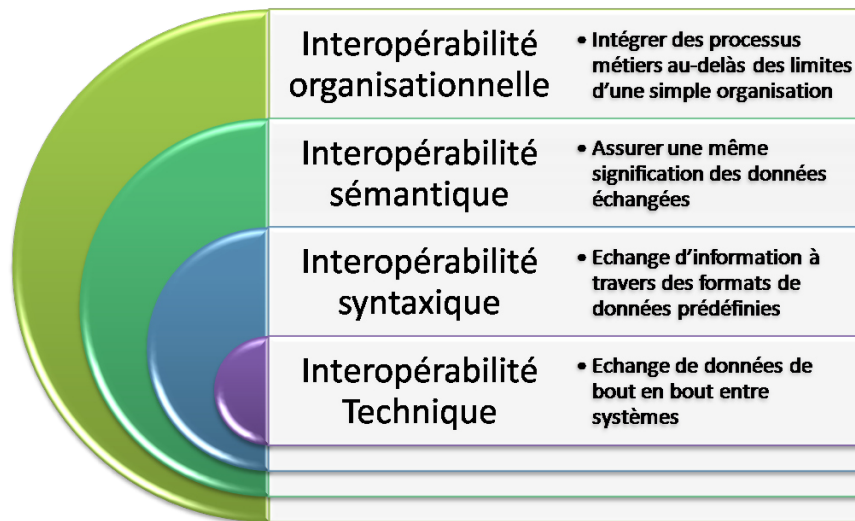 Interopérabilité
organisationnelle
• Intégrer des processus
métiers au-delàs des limites
d'une simple organisation
Interopérabilité
sémantique
• Assurer une même
signification des données
échangées
Interopérabilité
syntaxique
• Echange d'information à
travers des formats de
données prédéfinies
Interopérabilité
Technique
• Echange de données de
bout en bout entre
systèmes